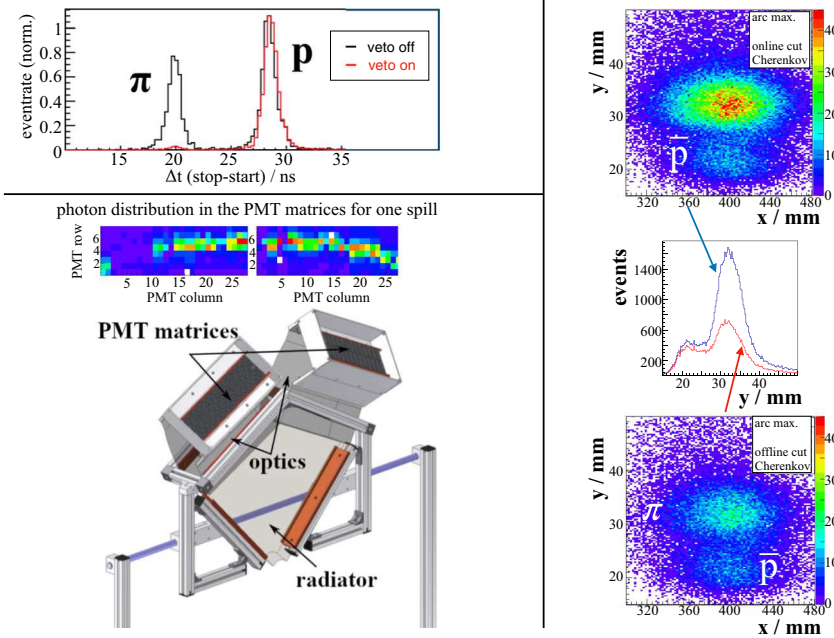 eventrate (norm.)
1
0.8
0.6
0.4
0.2
0
π
p
veto off
veto on
15 20 25 30 35
Δt (stop-start) / ns
photon distribution in the PMT matrices for one spill
PMT row
6
4
2
6
4
2
5 10 15 20 25
5 10 15 20 25
PMT column
PMT column
PMT matrices
optics
radiator
arc max.
online cut
Cherenkov
y / mm
40
30
20
p̅
320 360 400 440 480
x / mm
40
30
20
10
0
events
1400
1000
600
200
20 30 40
y / mm
arc max.
offline cut
Cherenkov
y / mm
40
30
20
π
p̅
320 360 400 440 480
x / mm
40
30
20
10
0